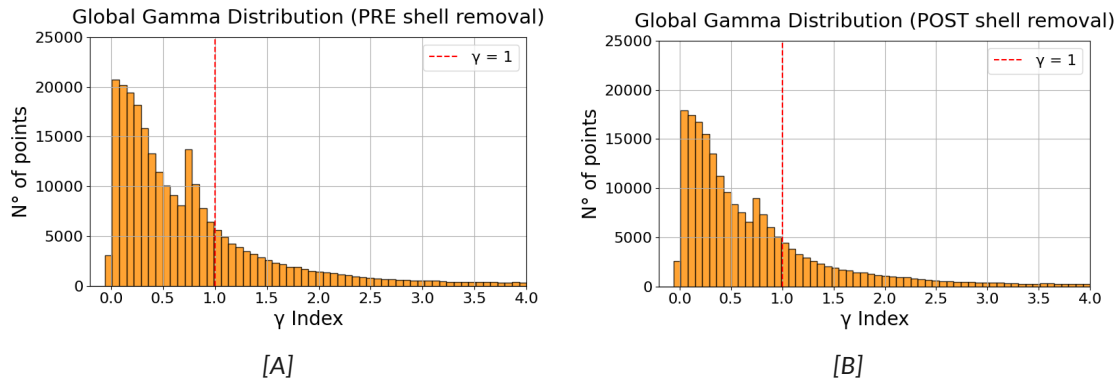 Global Gamma Distribution (PRE shell removal)
25000
20000
15000
10000
5000
0
N° of points
γ = 1
0.0 0.5 1.0 1.5 2.0 2.5 3.0 3.5 4.0
γ Index
[A]
Global Gamma Distribution (POST shell removal)
25000
20000
15000
10000
5000
0
N° of points
γ = 1
0.0 0.5 1.0 1.5 2.0 2.5 3.0 3.5 4.0
γ Index
[B]